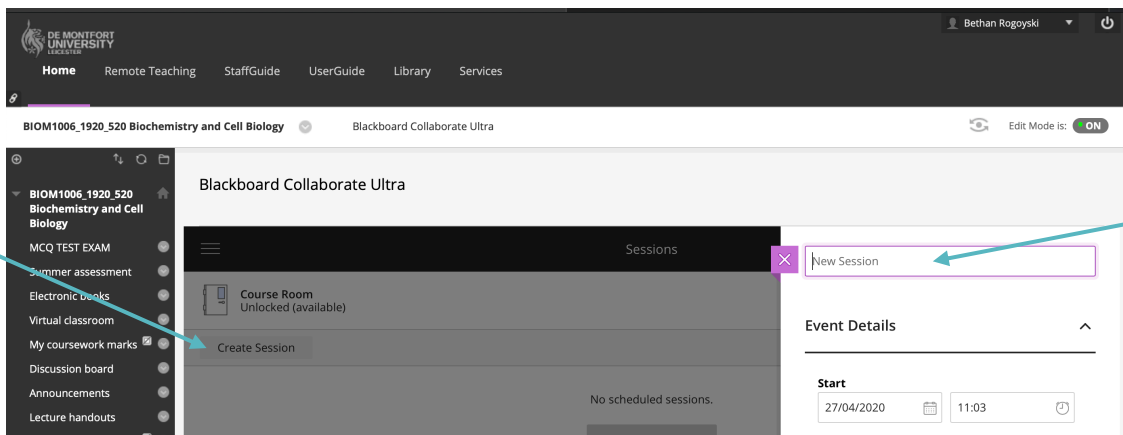 DE MONTFORT
UNIVERSITY
LEICESTER
Bethan Rogoyski
Home Remote Teaching StaffGuide UserGuide Library Services
BIOM1006_1920_520 Biochemistry and Cell Biology Blackboard Collaborate Ultra Edit Mode is: ON
BIOM1006_1920_520
Biochemistry and Cell
Biology
MCQ TEST EXAM
Summer assessment
Electronic books
Virtual classroom
My coursework marks
Discussion board
Announcements
Lecture handouts
Blackboard Collaborate Ultra
Sessions
Course Room
Unlocked (available)
Create Session
No scheduled sessions.
New Session
Event Details
Start
27/04/2020 11:03